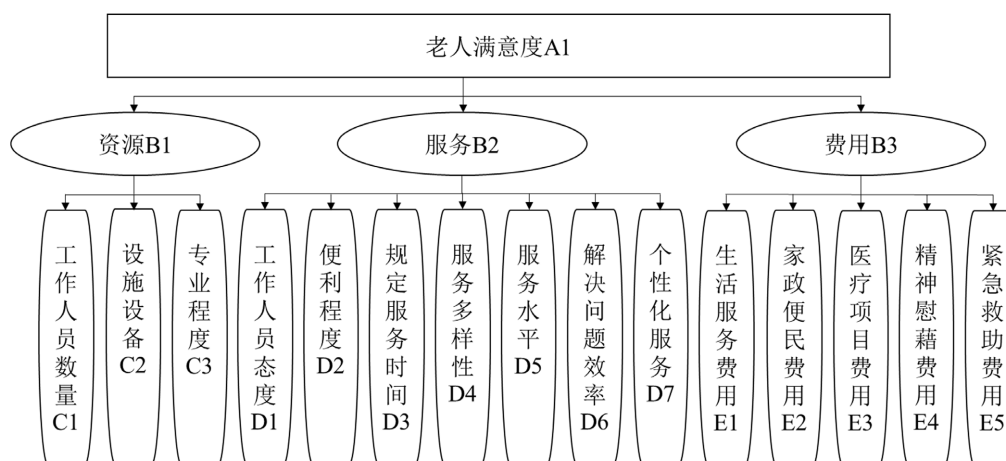 老人满意度A1
资源B1
服务B2
费用B3
工作人员数量C1
设施设备C2
专业程度C3
工作人员态度D1
便利程度D2
规定服务时间D3
服务多样性D4
服务水平D5
解决问题效率D6
个性化服务D7
生活服务费用E1
家政便民费用E2
医疗项目费用E3
精神慰藉费用E4
紧急救助费用E5